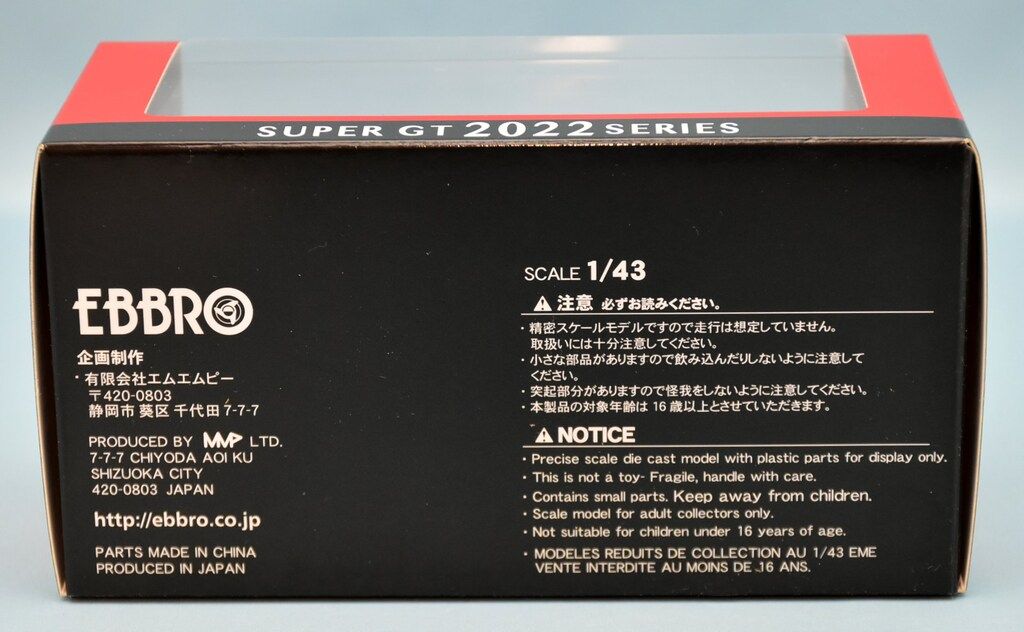 SUPER GT 2022 SERIES
EBBRO
企画制作
・有限会社エムエムピー
〒420-0803
静岡市 葵区 千代田 7-7-7
PRODUCED BY MMP LTD.
7-7-7 CHIYODA AOI KU
SHIZUOKA CITY
420-0803 JAPAN
http://ebbro.co.jp
PARTS MADE IN CHINA
PRODUCED IN JAPAN
SCALE 1/43
⚠ 注意 必ずお読みください。
・精密スケールモデルですので走行は想定していません。
取扱いには十分注意してください。
・小さな部品がありますので飲み込んだりしないように注意して
ください。
・突起部分がありますので怪我をしないように注意してください。
・本製品の対象年齢は 16 歳以上とさせていただきます。
⚠ NOTICE
・Precise scale die cast model with plastic parts for display only.
・This is not a toy- Fragile, handle with care.
・Contains small parts. Keep away from children.
・Scale model for adult collectors only.
・Not suitable for children under 16 years of age.
・MODELES REDUITS DE COLLECTION AU 1/43 EME
VENTE INTERDITE AU MOINS DE .16 ANS.